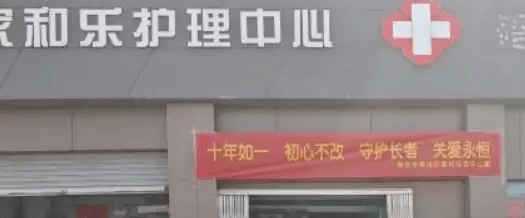 家和乐护理中心
十年如一 初心不改 守护长者 关爱永恒